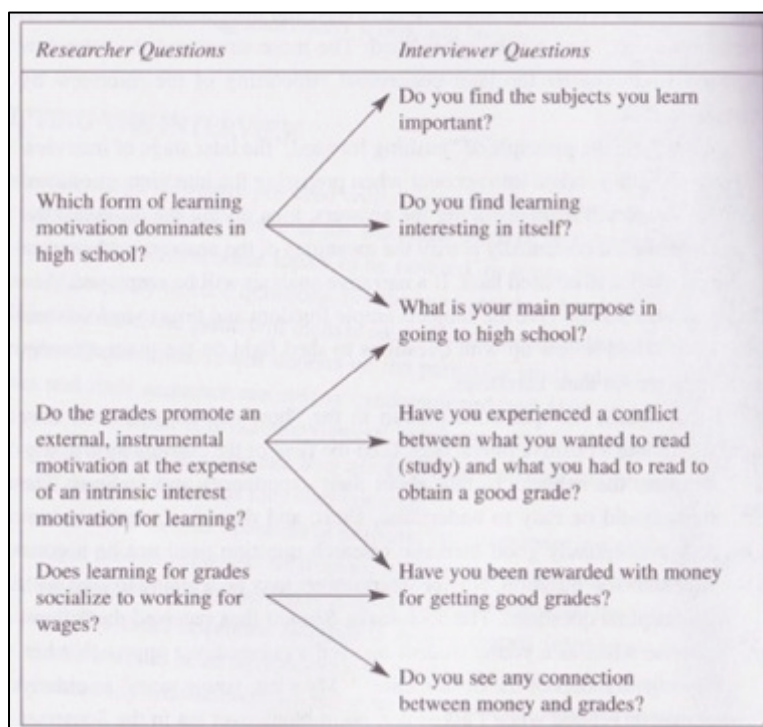 Researcher Questions
Interviewer Questions
Do you find the subjects you learn
important?
Which form of learning
motivation dominates in
high school?
Do you find learning
interesting in itself?
What is your main purpose in
going to high school?
Do the grades promote an
external, instrumental
motivation at the expense
of an intrinsic interest
motivation for learning?
Have you experienced a conflict
between what you wanted to read
(study) and what you had to read to
obtain a good grade?
Does learning for grades
socialize to working for
wages?
Have you been rewarded with money
for getting good grades?
Do you see any connection
between money and grades?